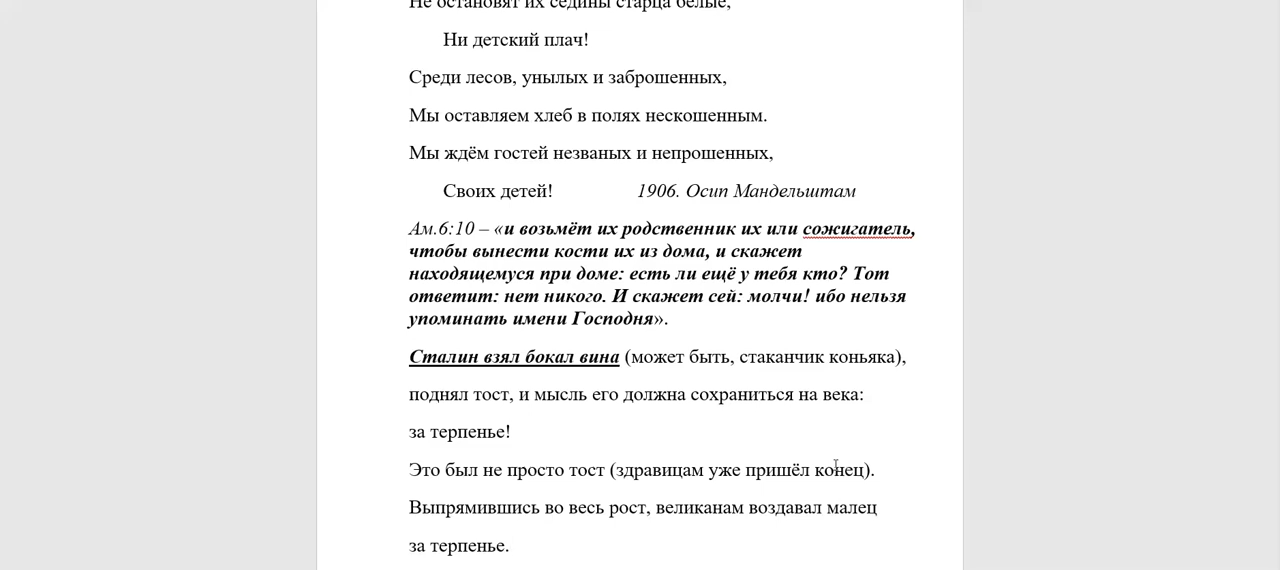 Не остановят их седины старца белые,
Ни детский плач!
Среди лесов, унылых и заброшенных,
Мы оставляем хлеб в полях нескошенным.
Мы ждём гостей незваных и непрошенных,
Своих детей! 1906. Осип Мандельштам
Ам.6:10 – «и возьмёт их родственник их или сожигатель,
чтобы вынести кости их из дома, и скажет
находящемуся при доме: есть ли ещё у тебя кто? Тот
ответит: нет никого. И скажет сей: молчи! ибо нельзя
упоминать имени Господня».
Сталин взял бокал вина (может быть, стаканчик коньяка),
поднял тост, и мысль его должна сохраниться на века:
за терпенье!
Это был не просто тост (здравицам уже пришёл конец).
Выпрямившись во весь рост, великанам воздавал малец
за терпенье.